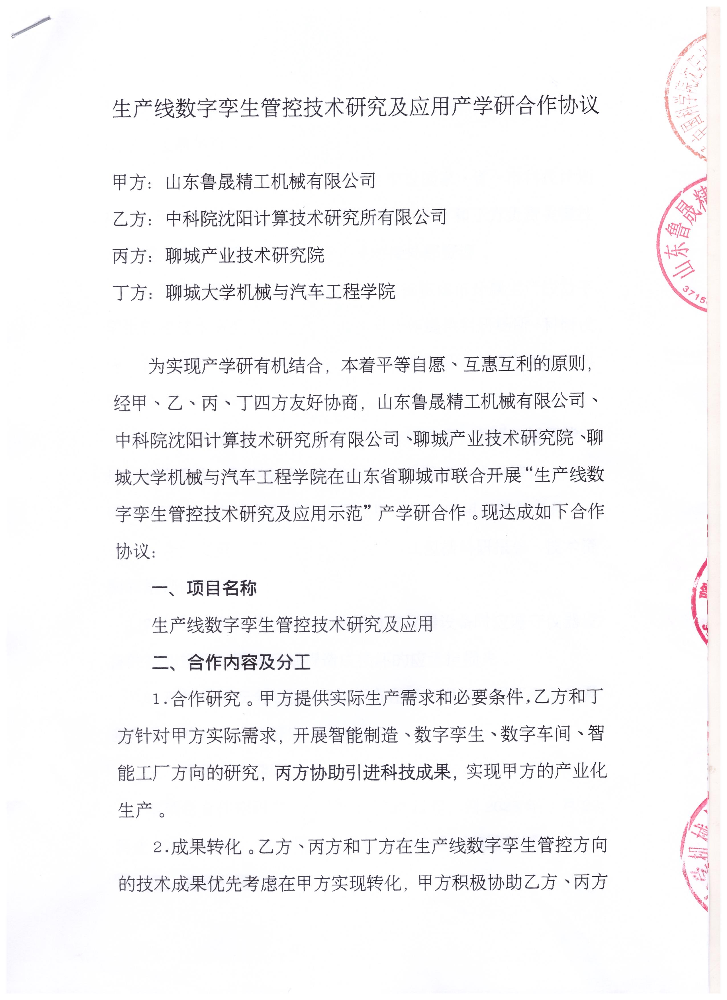 生产线数字孪生管控技术研究及应用产学研合作协议
甲方：山东鲁晟精工机械有限公司
乙方：中科院沈阳计算技术研究所有限公司
丙方：聊城产业技术研究院
丁方：聊城大学机械与汽车工程学院
为实现产学研有机结合，本着平等自愿、互惠互利的原则，
经甲、乙、丙、丁四方友好协商，山东鲁晟精工机械有限公司、
中科院沈阳计算技术研究所有限公司、聊城产业技术研究院、聊
城大学机械与汽车工程学院在山东省聊城市联合开展“生产线数
字孪生管控技术研究及应用示范”产学研合作。现达成如下合作
协议：
一、项目名称
生产线数字孪生管控技术研究及应用
二、合作内容及分工
1.合作研究。甲方提供实际生产需求和必要条件，乙方和丁
方针对甲方实际需求，开展智能制造、数字孪生、数字车间、智
能工厂方向的研究，丙方协助引进科技成果，实现甲方的产业化
生产。
2.成果转化。乙方、丙方和丁方在生产线数字孪生管控方向
的技术成果优先考虑在甲方实现转化，甲方积极协助乙方、丙方
中国科学院沈
山东鲁晟精
3715